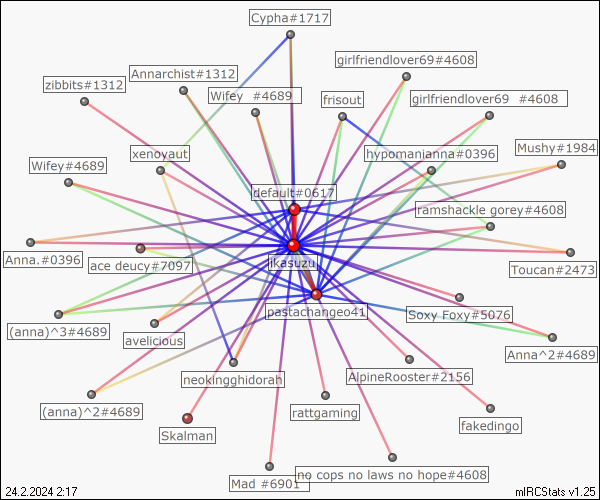 Cypha#1717
girlfriendlover69#4608
Annarchist#1312
zibbits#1312
Wifey  #4689
frisout
girlfriendlover69  #4608
xenoyaut
hypomanianna#0396
Mushy#1984
Wifey#4689
default#0617
ramshackle gorey#4608
Anna.#0396
ace deucy#7097
ikasuzu
Toucan#2473
pastachangeo41
Soxy Foxy#5076
(anna)^3#4689
avelicious
Anna^2#4689
neokingghidorah
AlpineRooster#2156
(anna)^2#4689
rattgaming
fakedingo
Skalman
no cops no laws no hope#4608
Mad #6901
24.2.2024 2:17
mIRCStats v1.25